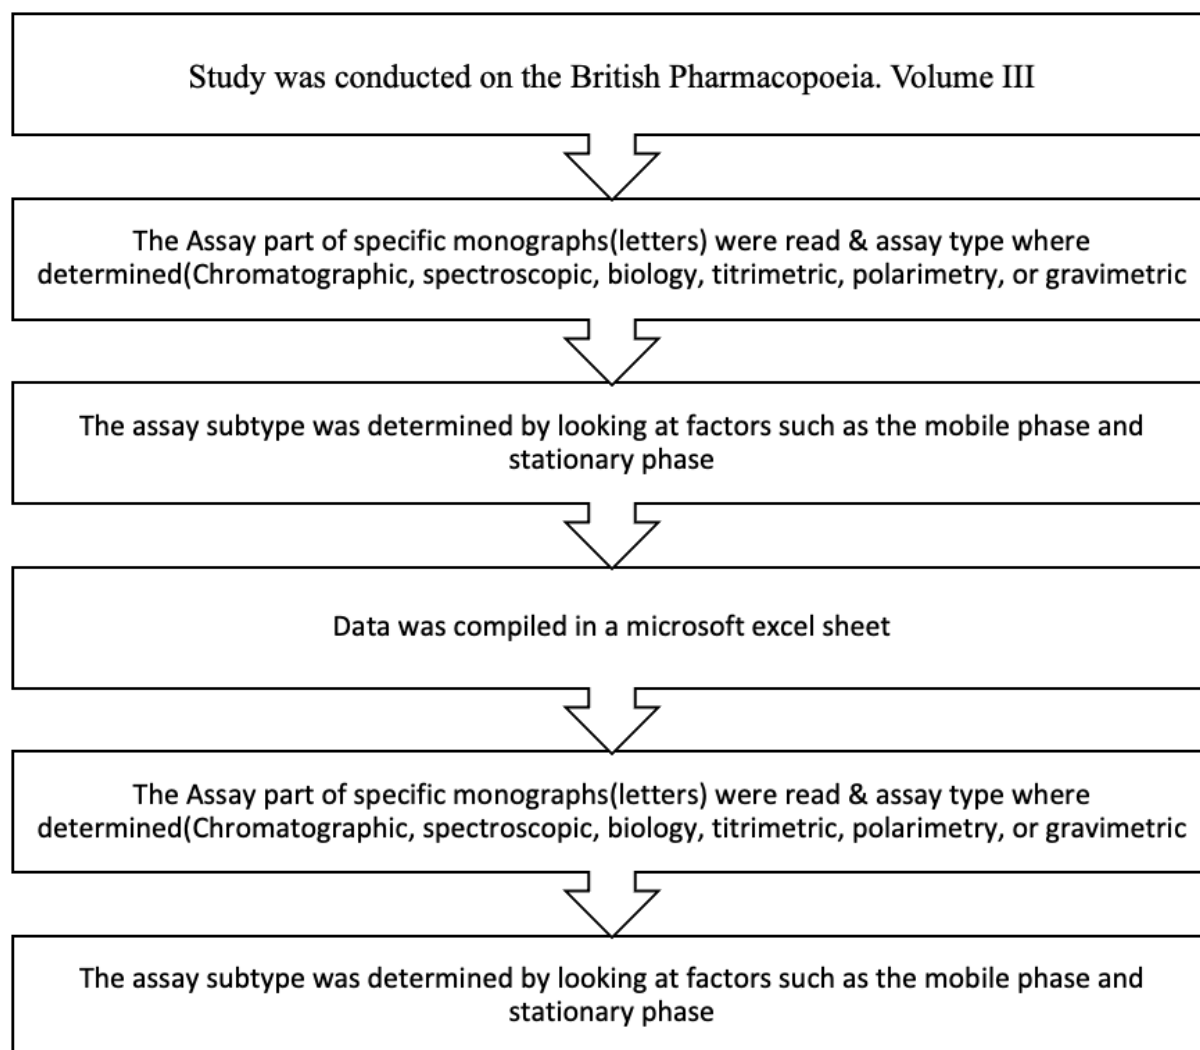 Study was conducted on the British Pharmacopoeia. Volume III
The Assay part of specific monographs(letters) were read & assay type where
determined(Chromatographic, spectroscopic, biology, titrimetric, polarimetry, or gravimetric
The assay subtype was determined by looking at factors such as the mobile phase and
stationary phase
Data was compiled in a microsoft excel sheet
The Assay part of specific monographs(letters) were read & assay type where
determined(Chromatographic, spectroscopic, biology, titrimetric, polarimetry, or gravimetric
The assay subtype was determined by looking at factors such as the mobile phase and
stationary phase